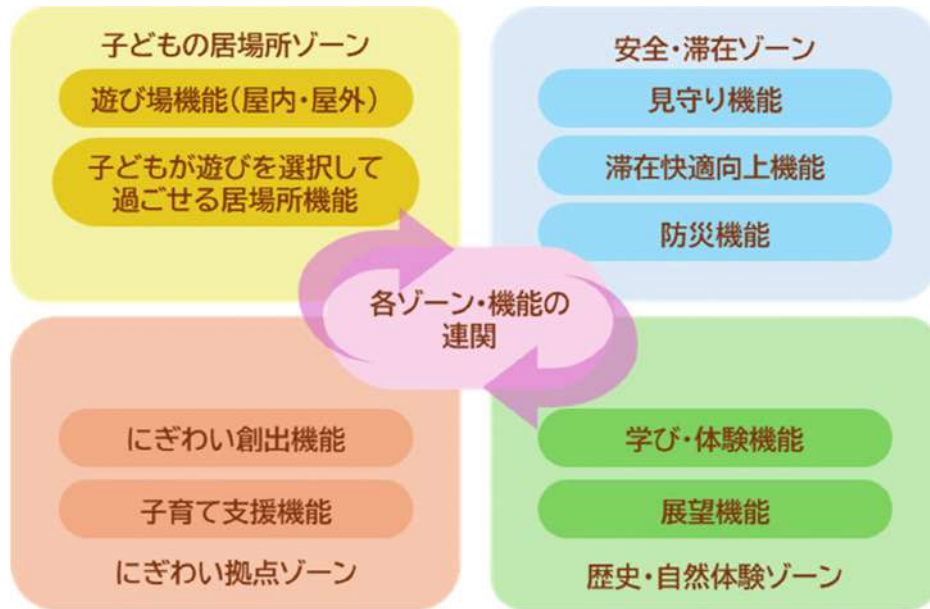 子どもの居場所ゾーン
遊び場機能(屋内・屋外)
子どもが遊びを選択して
過ごせる居場所機能
安全・滞在ゾーン
見守り機能
滞在快適向上機能
防災機能
各ゾーン・機能の
連関
にぎわい創出機能
子育て支援機能
にぎわい拠点ゾーン
学び・体験機能
展望機能
歴史・自然体験ゾーン